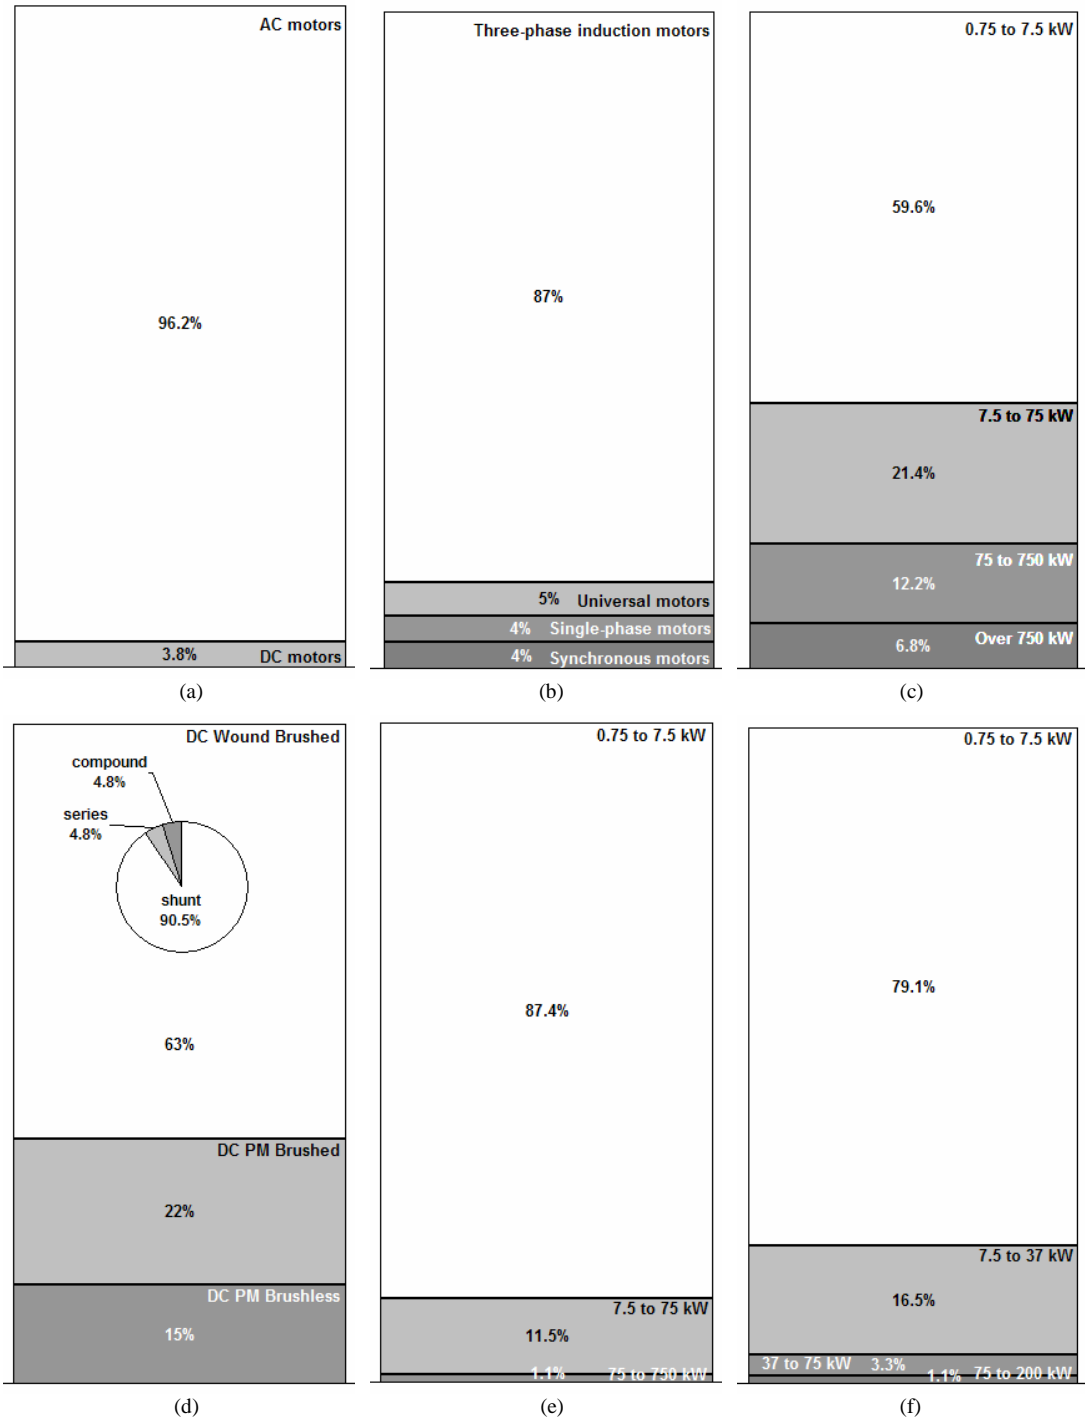 AC motors
96.2%
3.8%
DC motors
(a)
Three-phase induction motors
87%
5% Universal motors
4% Single-phase motors
4% Synchronous motors
(b)
0.75 to 7.5 kW
59.6%
7.5 to 75 kW
21.4%
75 to 750 kW
12.2%
Over 750 kW
6.8%
(c)
DC Wound Brushed
compound
4.8%
series
4.8%
shunt
90.5%
63%
DC PM Brushed
22%
DC PM Brushless
15%
(d)
0.75 to 7.5 kW
87.4%
7.5 to 75 kW
11.5%
1.1% 75 to 750 kW
(e)
0.75 to 7.5 kW
79.1%
7.5 to 37 kW
16.5%
37 to 75 kW 3.3%
1.1% 75 to 200 kW
(f)